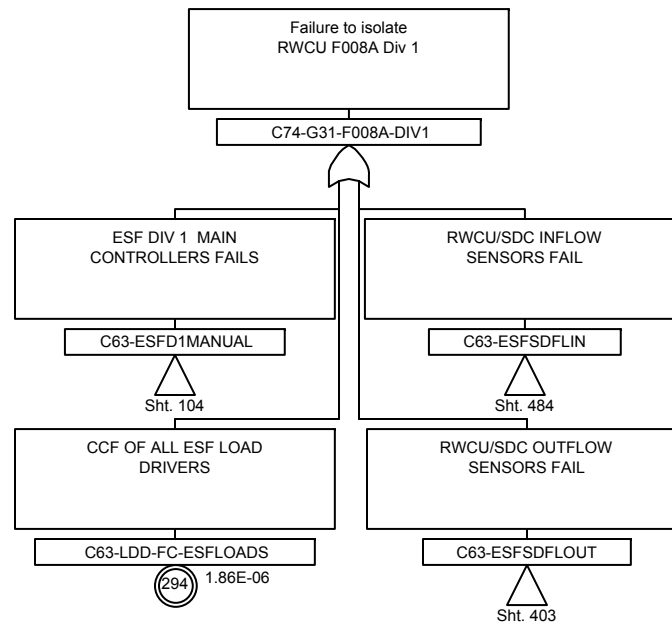 Failure to isolate
RWCU F008A Div 1
C74-G31-F008A-DIV1
ESF DIV 1 MAIN
CONTROLLERS FAILS
C63-ESFD1MANUAL
Sht. 104
RWCU/SDC INFLOW
SENSORS FAIL
C63-ESFSDFLIN
Sht. 484
CCF OF ALL ESF LOAD
DRIVERS
C63-LDD-FC-ESFLOADS
294
1.86E-06
RWCU/SDC OUTFLOW
SENSORS FAIL
C63-ESFSDFLOUT
Sht. 403